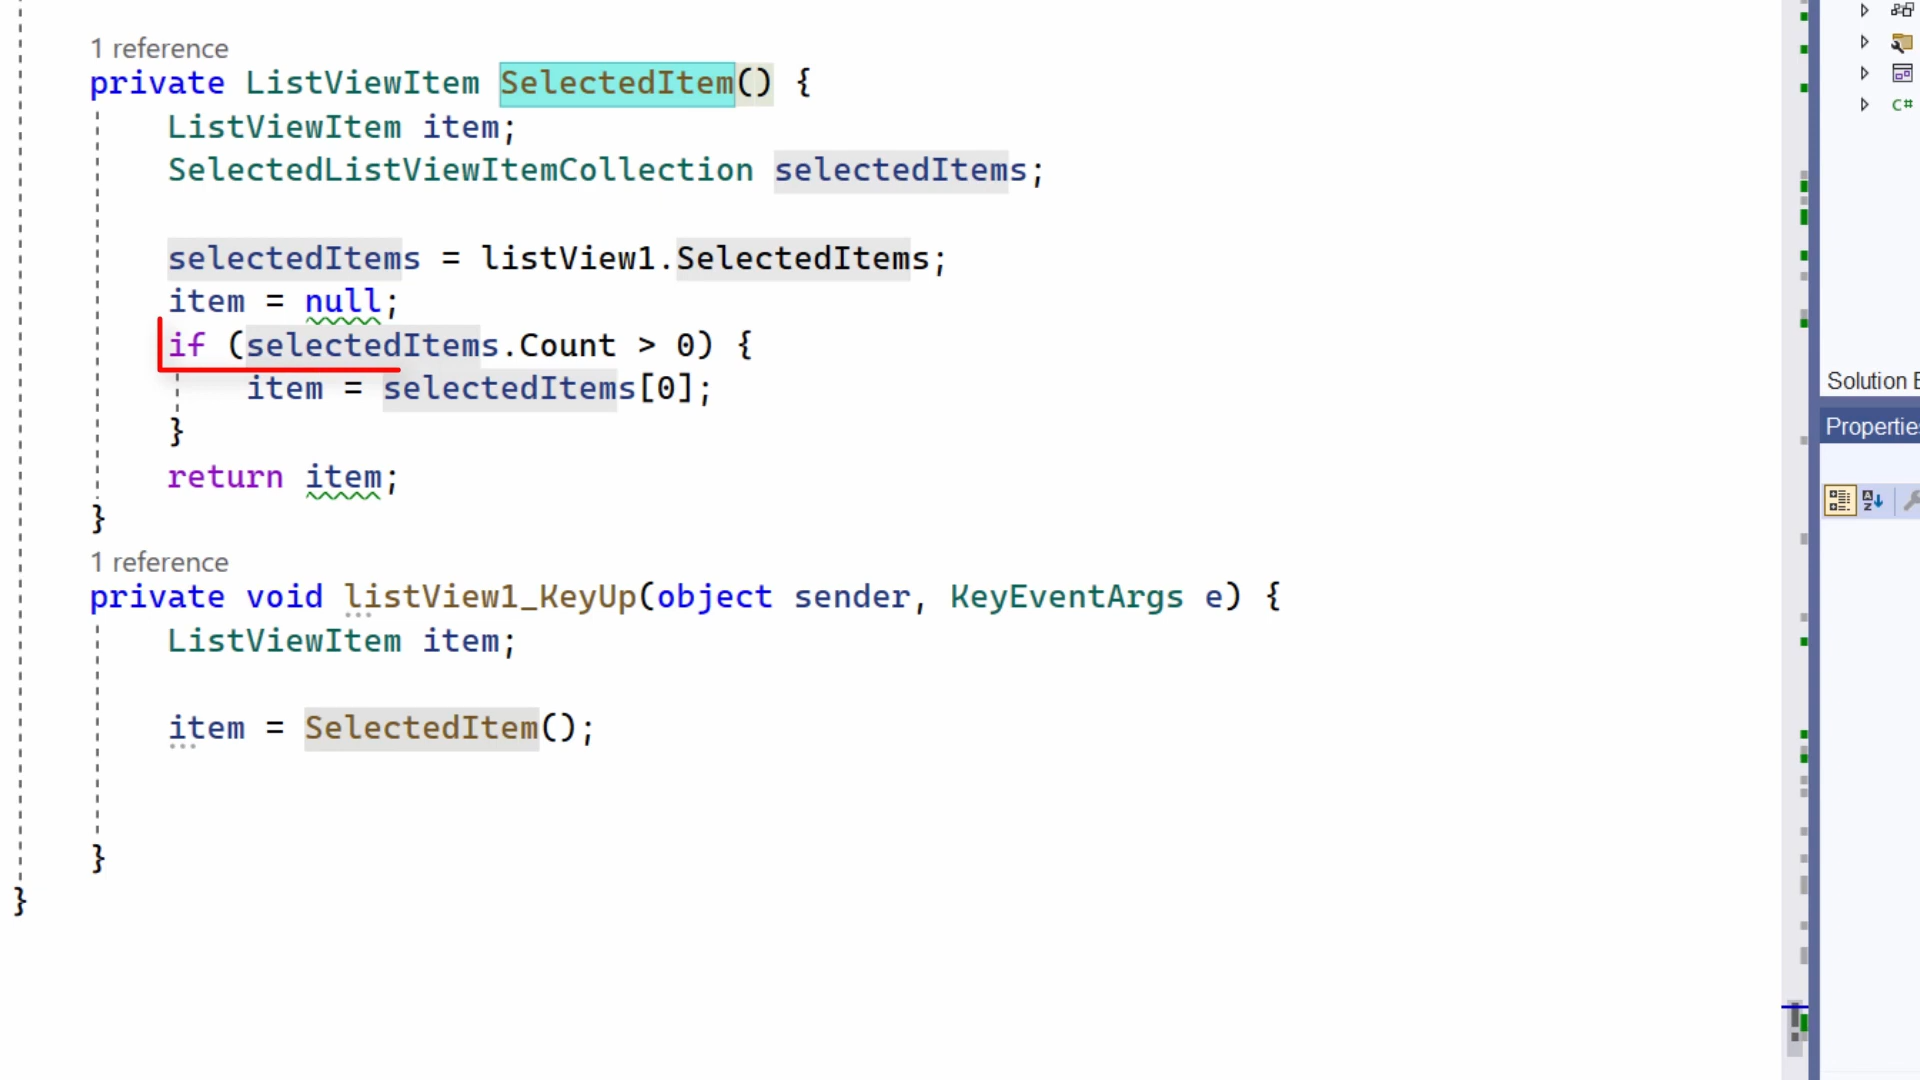 1 reference
private ListViewItem SelectedItem() {
ListViewItem item;
SelectedListViewItemCollection selectedItems;
selectedItems = listView1.SelectedItems;
item = null;
if (selectedItems.Count > 0) {
item = selectedItems[0];
}
return item;
}
1 reference
private void listView1_KeyUp(object sender, KeyEventArgs e) {
ListViewItem item;
item = SelectedItem();
}
}
C#
Solution E
Properties